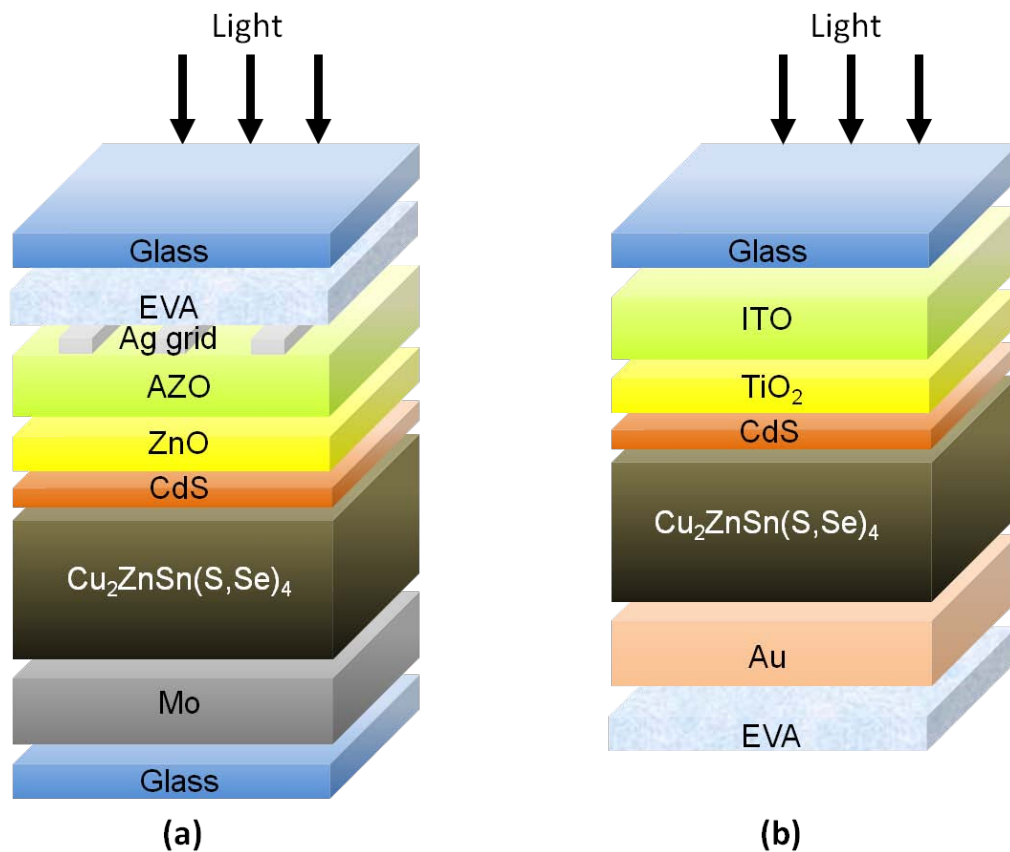 Light
Glass
EVA
Ag grid
AZO
ZnO
CdS
Cu₂ZnSn(S,Se)₄
Mo
Glass
(a)
Light
Glass
ITO
TiO₂
CdS
Cu₂ZnSn(S,Se)₄
Au
EVA
(b)